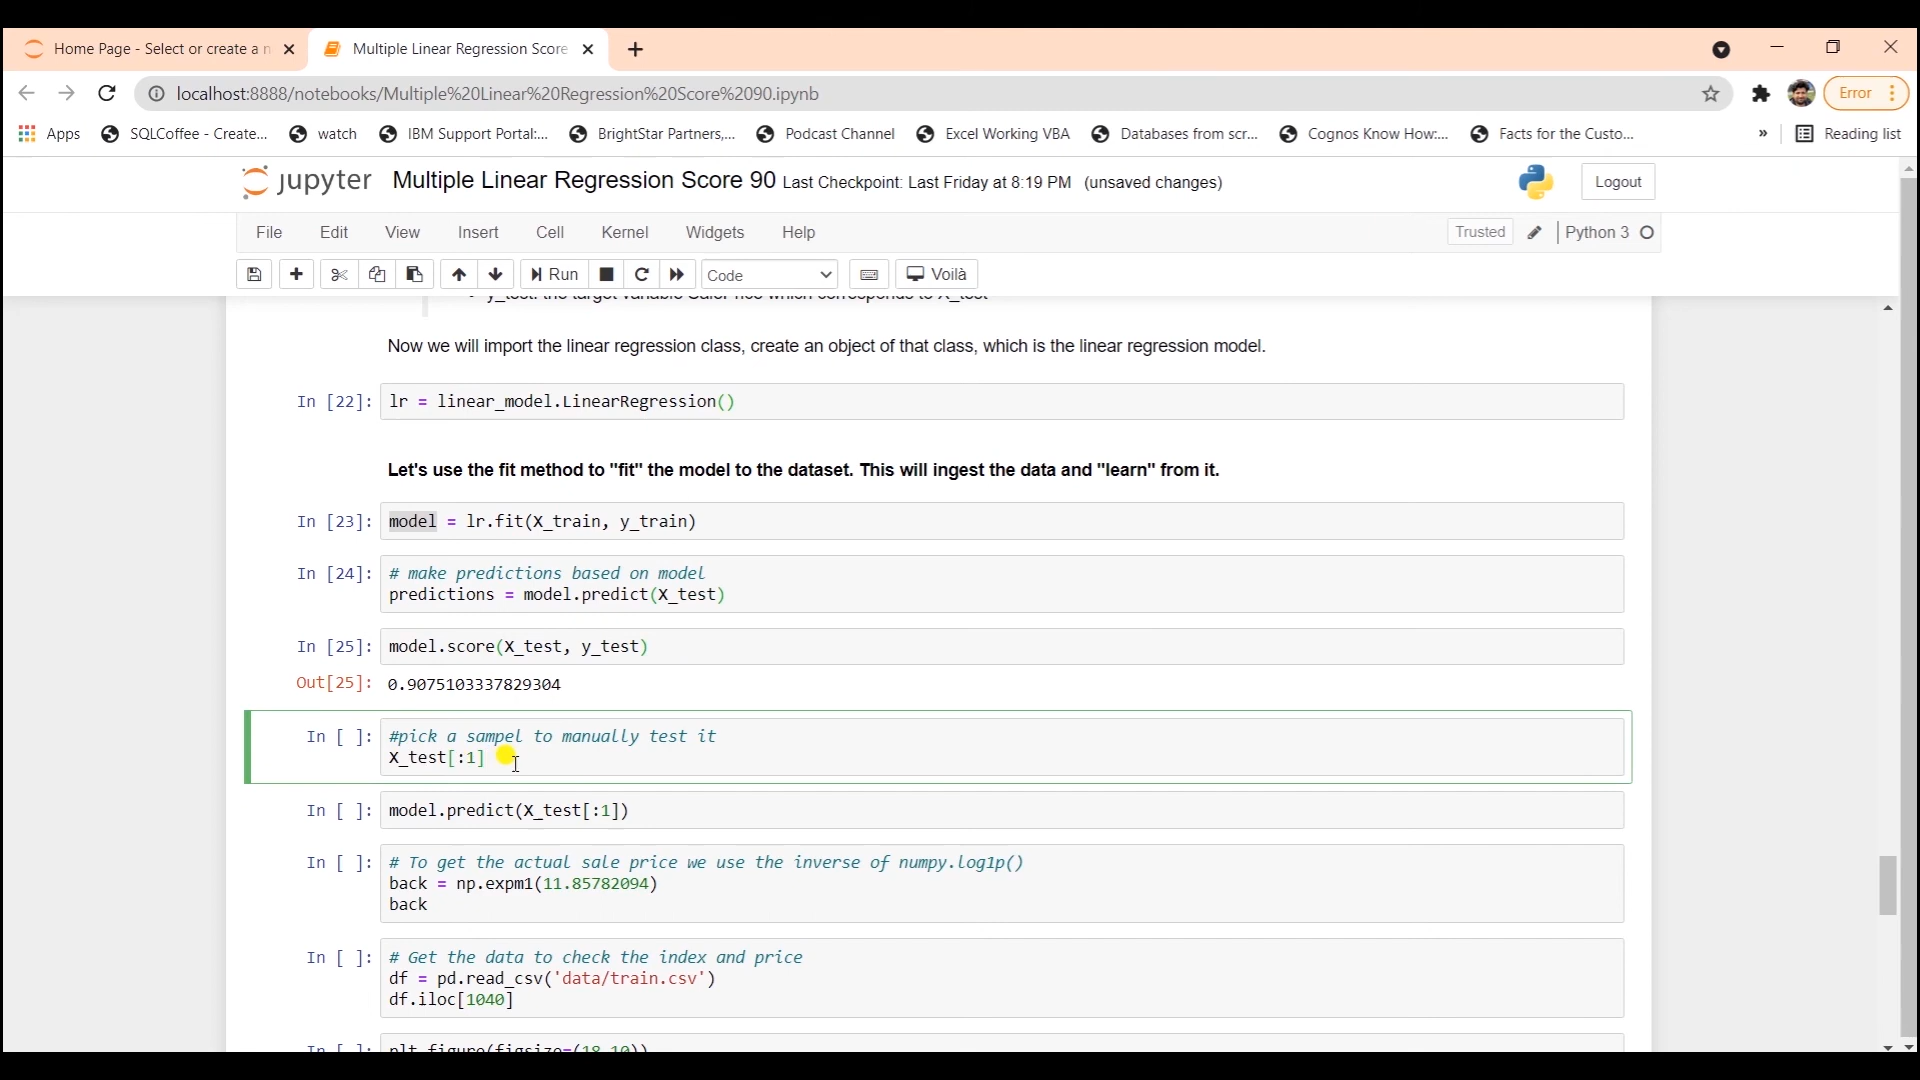 Home Page - Select or create a n
Multiple Linear Regression Score
localhost:8888/notebooks/Multiple%20Linear%20Regression%20Score%2090.ipynb
Error
Apps
SQLCoffee - Create...
watch
IBM Support Portal:...
BrightStar Partners,...
Podcast Channel
Excel Working VBA
Databases from scr...
Cognos Know How:...
Facts for the Custo...
»
Reading list
jupyter
Multiple Linear Regression Score 90
Last Checkpoint: Last Friday at 8:19 PM (unsaved changes)
Logout
File
Edit
View
Insert
Cell
Kernel
Widgets
Help
Trusted
Python 3
Run
Code
Voilà
Now we will import the linear regression class, create an object of that class, which is the linear regression model.
In [22]: lr = linear_model.LinearRegression()
Let's use the fit method to "fit" the model to the dataset. This will ingest the data and "learn" from it.
In [23]: model = lr.fit(X_train, y_train)
In [24]: # make predictions based on model
predictions = model.predict(X_test)
In [25]: model.score(X_test, y_test)
Out[25]: 0.9075103337829304
In [ ]: #pick a sampel to manually test it
X_test[:1]
In [ ]: model.predict(X_test[:1])
In [ ]: # To get the actual sale price we use the inverse of numpy.log1p()
back = np.expm1(11.85782094)
back
In [ ]: # Get the data to check the index and price
df = pd.read_csv('data/train.csv')
df.iloc[1040]
In [ ]: plt.figure(figsize=(18,10))